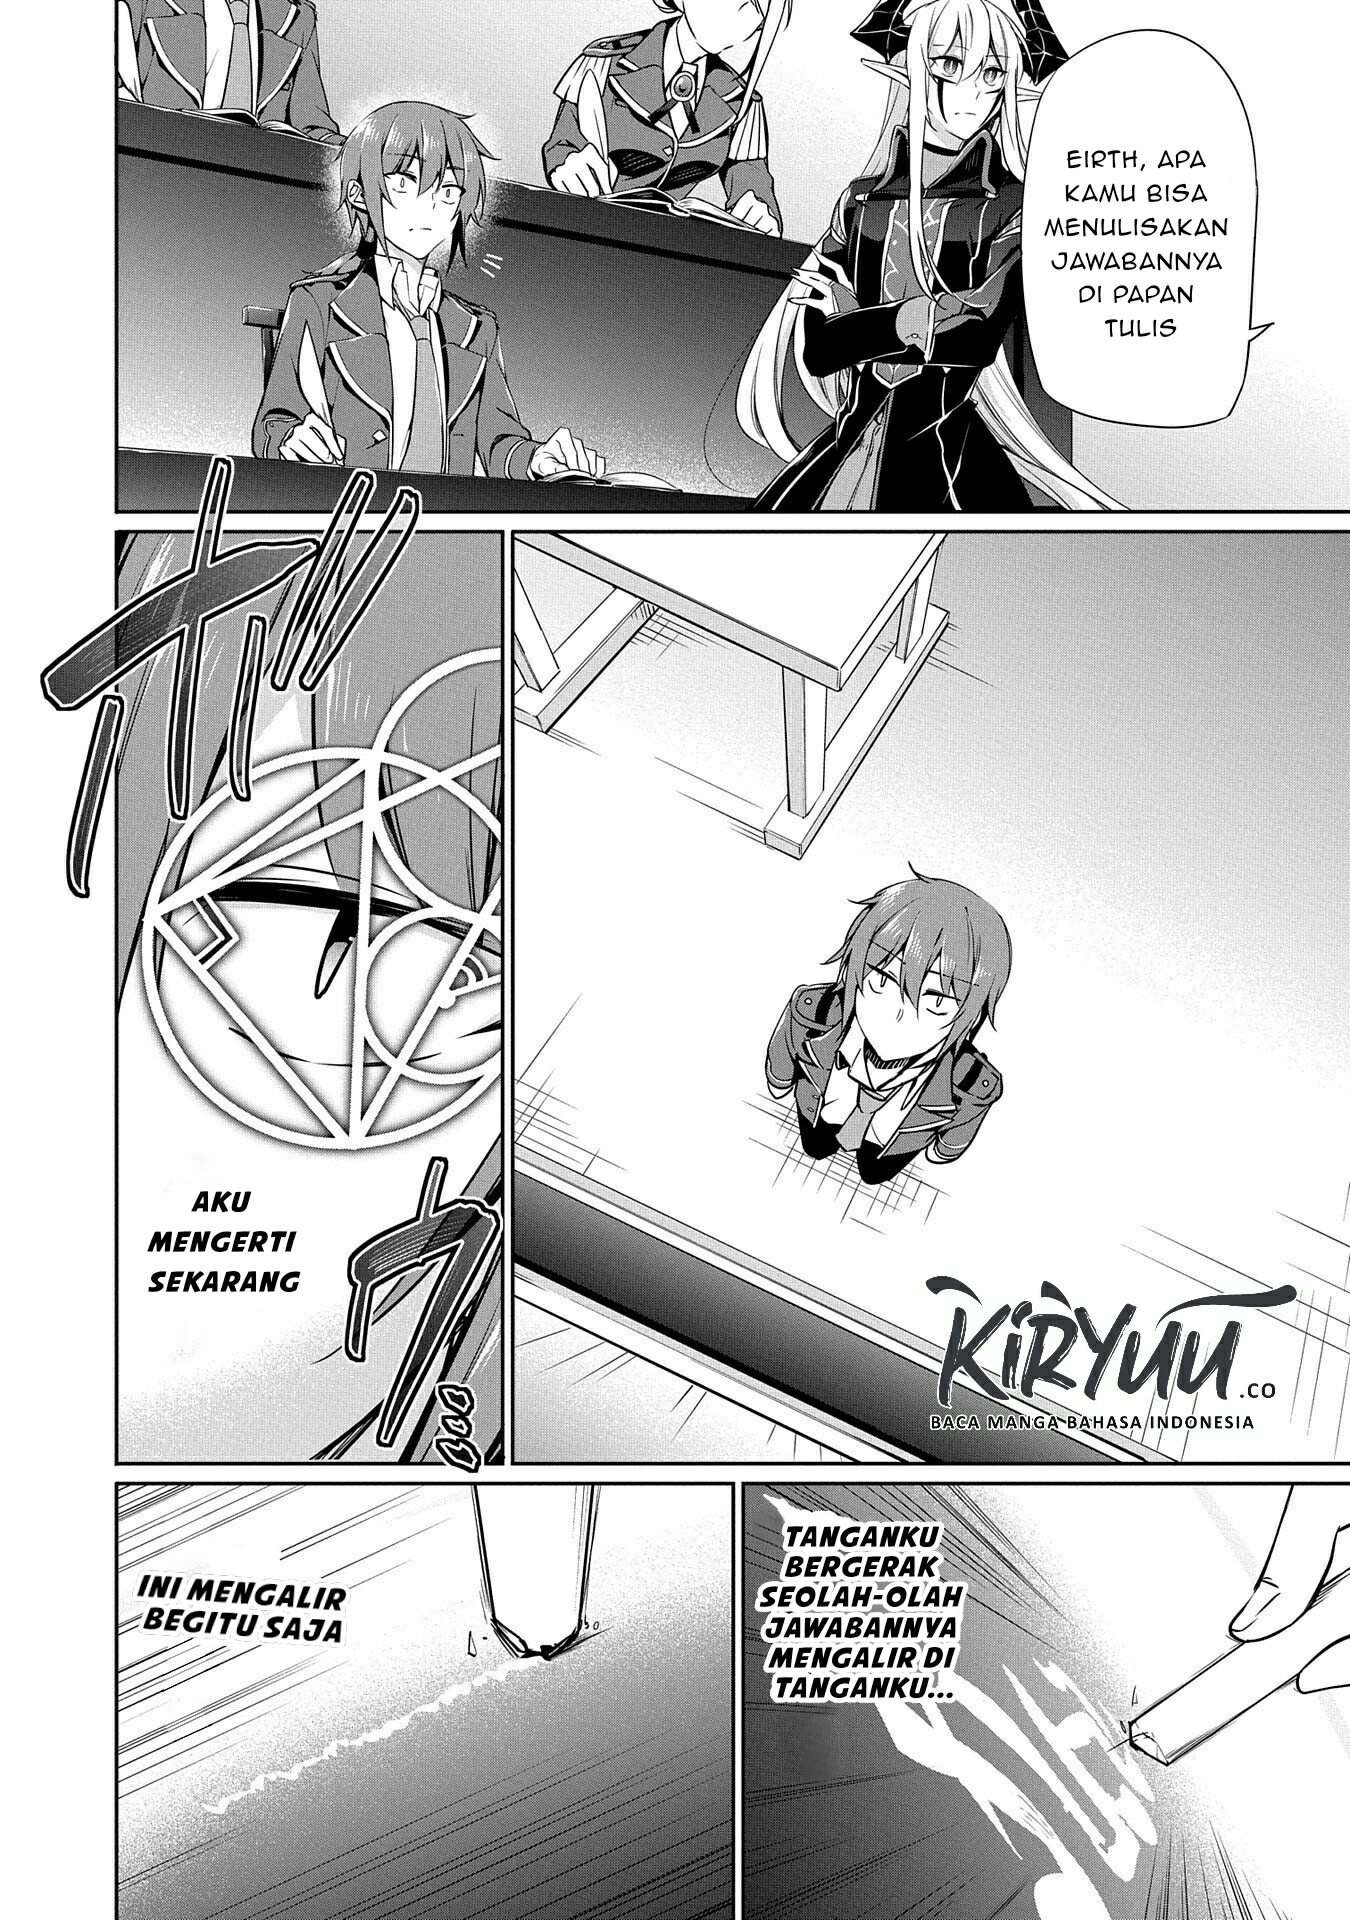 EIRTH, APA
KAMU BISA
MENULISAKAN
JAWABANNYA
DI PAPAN
TULIS
AKU
MENGERTI
SEKARANG
KIRYUU.CO
BACA MANGA BAHASA INDONESIA
TANGANKU
BERGERAK
SEOLAH-OLAH
JAWABANNYA
MENGALIR DI
TANGANKU...
INI MENGALIR
BEGITU SAJA